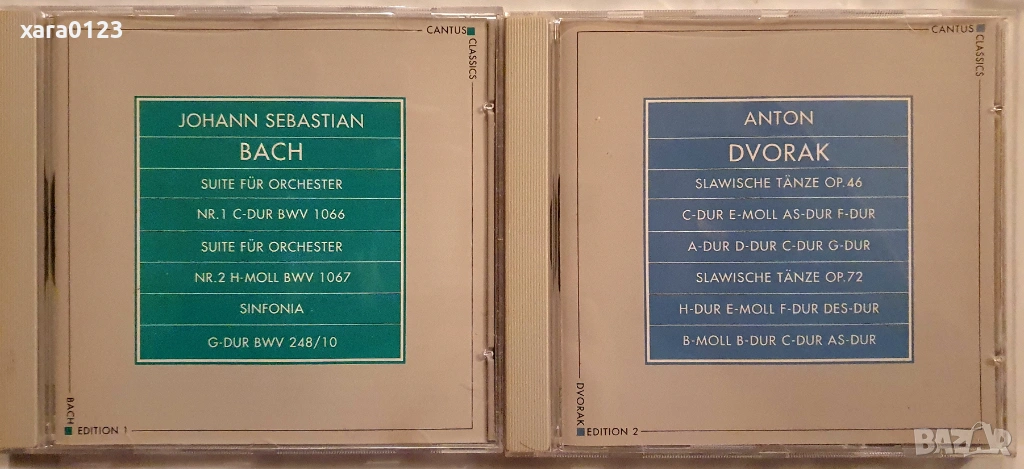 xara0123
CANTUS
CLASSICS
JOHANN SEBASTIAN
BACH
SUITE FÜR ORCHESTER
NR.1 C-DUR BWV 1066
SUITE FÜR ORCHESTER
NR.2 H-MOLL BWV 1067
SINFONIA
G-DUR BWV 248/10
BACH
EDITION 1
CANTUS
CLASSICS
ANTON
DVORAK
SLAWISCHE TÄNZE OP.46
C-DUR E-MOLL AS-DUR F-DUR
A-DUR D-DUR C-DUR G-DUR
SLAWISCHE TÄNZE OP.72
H-DUR E-MOLL F-DUR DES-DUR
B-MOLL B-DUR C-DUR AS-DUR
DVORAK
EDITION 2
BAZAR